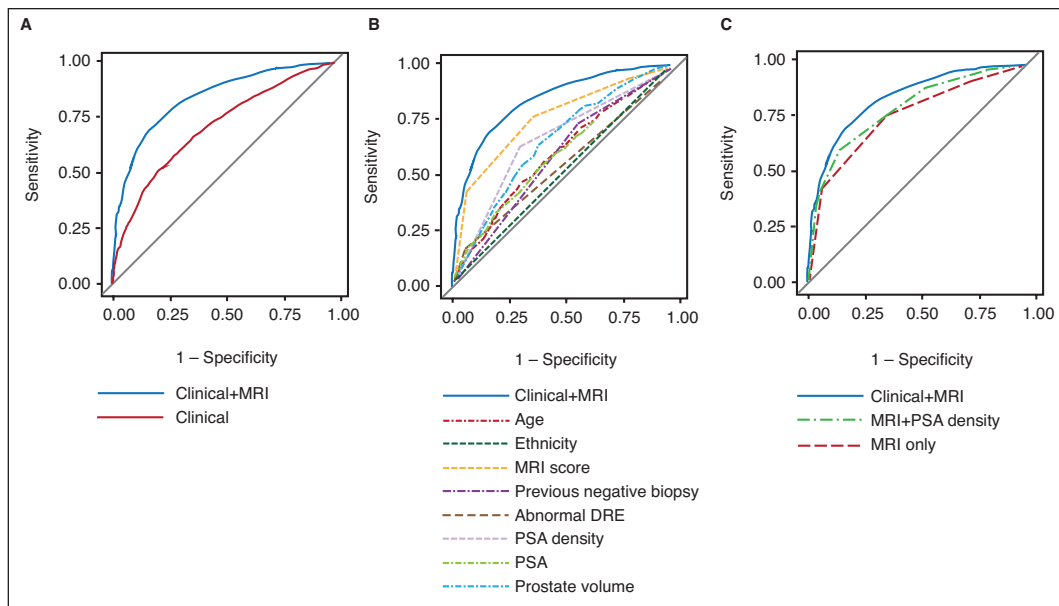 A
1.00
0.75
0.50
0.25
0.00
Sensitivity
0.00 0.25 0.50 0.75 1.00
1 – Specificity
Clinical+MRI
Clinical
B
1.00
0.75
0.50
0.25
0.00
Sensitivity
0.00 0.25 0.50 0.75 1.00
1 – Specificity
Clinical+MRI
Age
Ethnicity
MRI score
Previous negative biopsy
Abnormal DRE
PSA density
PSA
Prostate volume
C
1.00
0.75
0.50
0.25
0.00
Sensitivity
0.00 0.25 0.50 0.75 1.00
1 – Specificity
Clinical+MRI
MRI+PSA density
MRI only